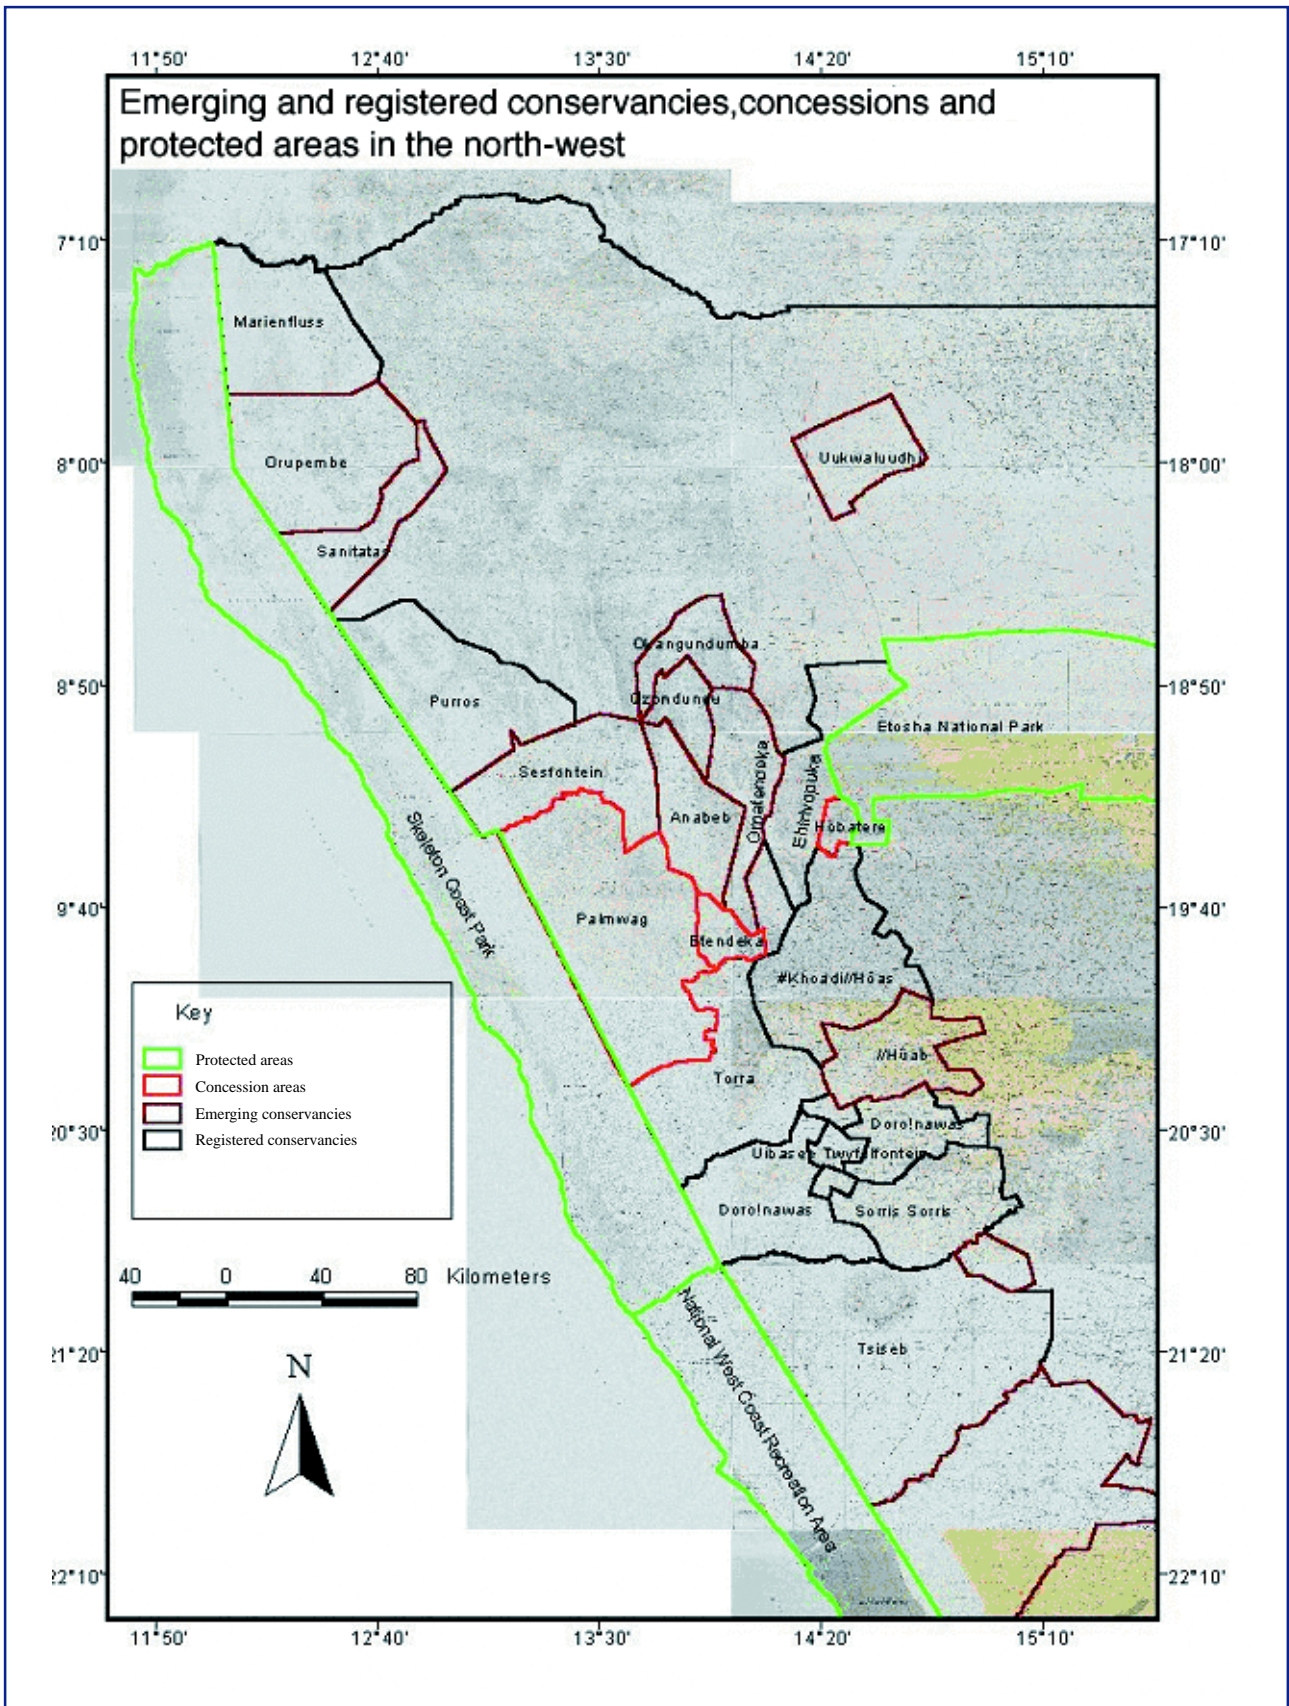 11°50' 12°40' 13°30' 14°20' 15°10'
Emerging and registered conservancies,concessions and
protected areas in the north-west
7°10' 17°10'
Marienfluss
Orupembe
Uukwaluudhi
8°00' 18°00'
Sanitatas
Okangundumba
8°50' 18°50'
Purros
Ozondundu
Etosha National Park
Omatendeka
Ehirivopuka
Sesfontein
Anabeb
Hobatere
Skeleton Coast Park
9°40' 19°40'
Palmwag
Etendeka
#Khoadi//Hôas
Key
Protected areas
Concession areas
Emerging conservancies
Registered conservancies
//Hûab
Torra
20°30' 20°30'
Doro!nawas
Uibasen Twyfelfontein
Doro!nawas
Sorris Sorris
40 0 40 80 Kilometers
National West Coast Recreation Area
Tsiseb
21°20' 21°20'
N
22°10' 22°10'
11°50' 12°40' 13°30' 14°20' 15°10'